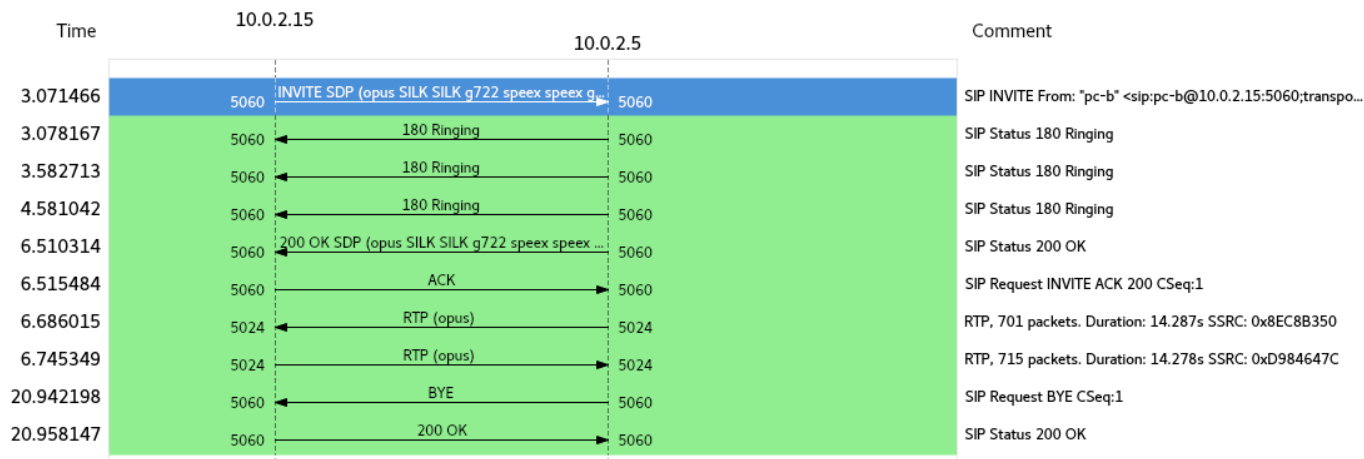 10.0.2.15
Time 10.0.2.5 Comment
3.071466 5060 INVITE SDP (opus SILK SILK g722 speex speex g... 5060 SIP INVITE From: "pc-b" <sip:pc-b@10.0.2.15:5060;transpo...
3.078167 5060 180 Ringing 5060 SIP Status 180 Ringing
3.582713 5060 180 Ringing 5060 SIP Status 180 Ringing
4.581042 5060 180 Ringing 5060 SIP Status 180 Ringing
6.510314 5060 200 OK SDP (opus SILK SILK g722 speex speex ... 5060 SIP Status 200 OK
6.515484 5060 ACK 5060 SIP Request INVITE ACK 200 CSeq:1
6.686015 5024 RTP (opus) 5024 RTP, 701 packets. Duration: 14.287s SSRC: 0x8EC8B350
6.745349 5024 RTP (opus) 5024 RTP, 715 packets. Duration: 14.278s SSRC: 0xD984647C
20.942198 5060 BYE 5060 SIP Request BYE CSeq:1
20.958147 5060 200 OK 5060 SIP Status 200 OK